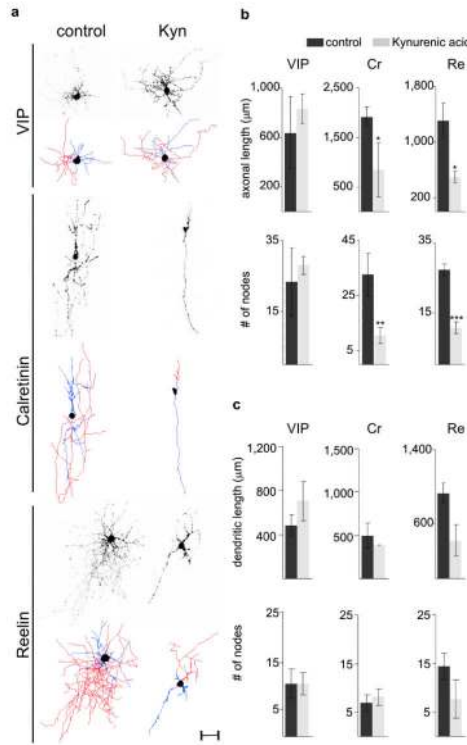 a
control Kyn
VIP
Calretinin
Reelin
b
control Kynurenic acid
VIP Cr Re
axonal length (μm)
1,000
600
200
2,500
1,500
500
*
1,800
1,000
200
*
# of nodes
35
25
15
45
25
5
**
35
15
***
c
VIP Cr Re
dendritic length (μm)
1,200
800
400
1,500
1,000
500
1,400
600
# of nodes
25
15
5
25
15
5
25
15
5